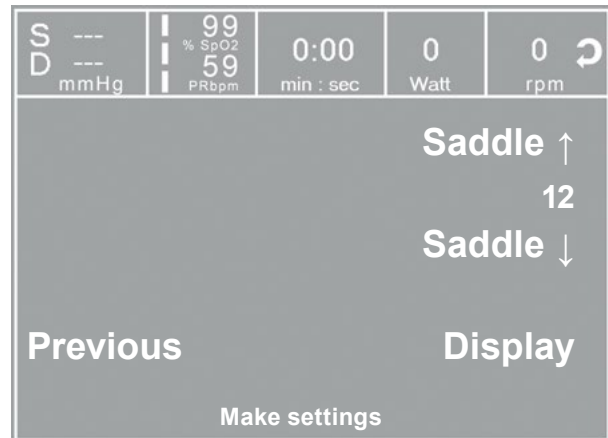 S ---
D ---
mmHg
99
% SpO2
59
PRbpm
0:00
min : sec
0
Watt
0
rpm
Saddle ↑
12
Saddle ↓
Previous Display
Make settings